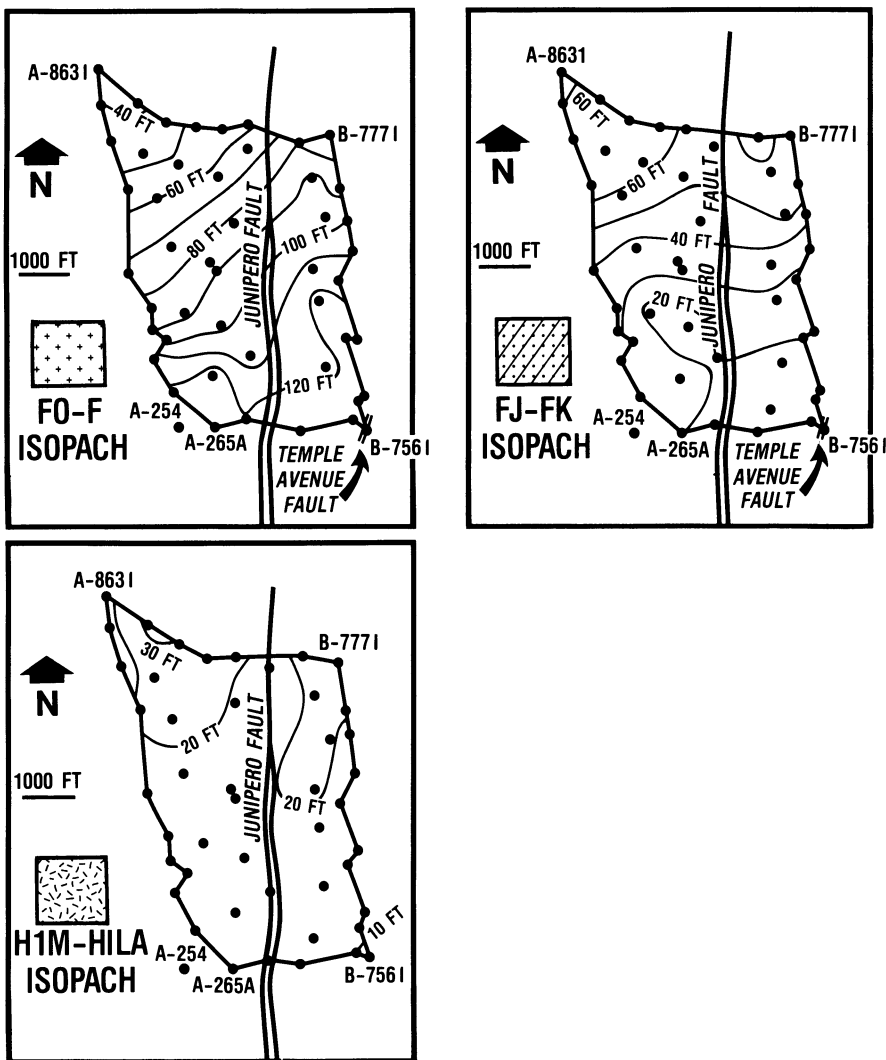 A-8631
40 FT
B-7771
N
60 FT
80 FT
JUNIPERO FAULT
100 FT
1000 FT
120 FT
FO-F
ISOPACH
A-254
A-265A
B-7561
TEMPLE
AVENUE
FAULT
A-8631
60 FT
B-7771
N
60 FT
JUNIPERO FAULT
40 FT
1000 FT
20 FT
FJ-FK
ISOPACH
A-254
A-265A
B-7561
TEMPLE
AVENUE
FAULT
A-8631
30 FT
B-7771
N
20 FT
JUNIPERO FAULT
1000 FT
20 FT
10 FT
H1M-HILA
ISOPACH
A-254
A-265A
B-7561